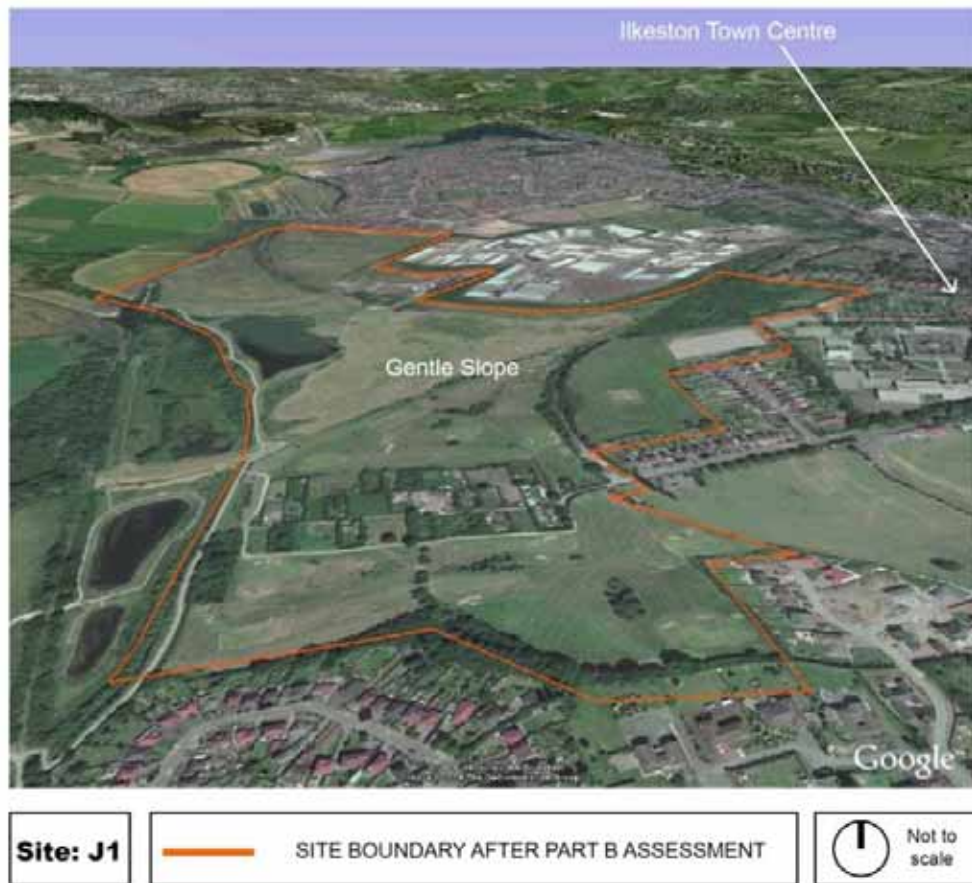 Ilkeston Town Centre
Gentle Slope
Google
Site: J1
SITE BOUNDARY AFTER PART B ASSESSMENT
Not to
scale